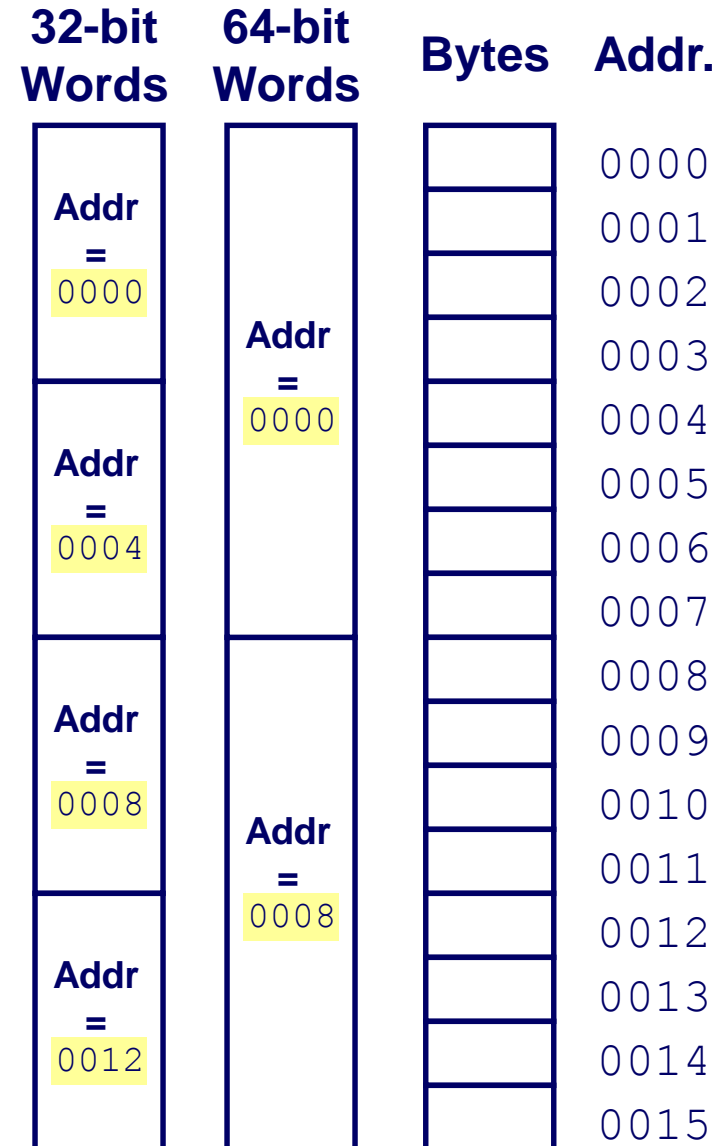 32-bit Words
64-bit Words
Bytes
Addr.
Addr
=
0000
Addr
=
0004
Addr
=
0008
Addr
=
0012
Addr
=
0000
Addr
=
0008
0000
0001
0002
0003
0004
0005
0006
0007
0008
0009
0010
0011
0012
0013
0014
0015